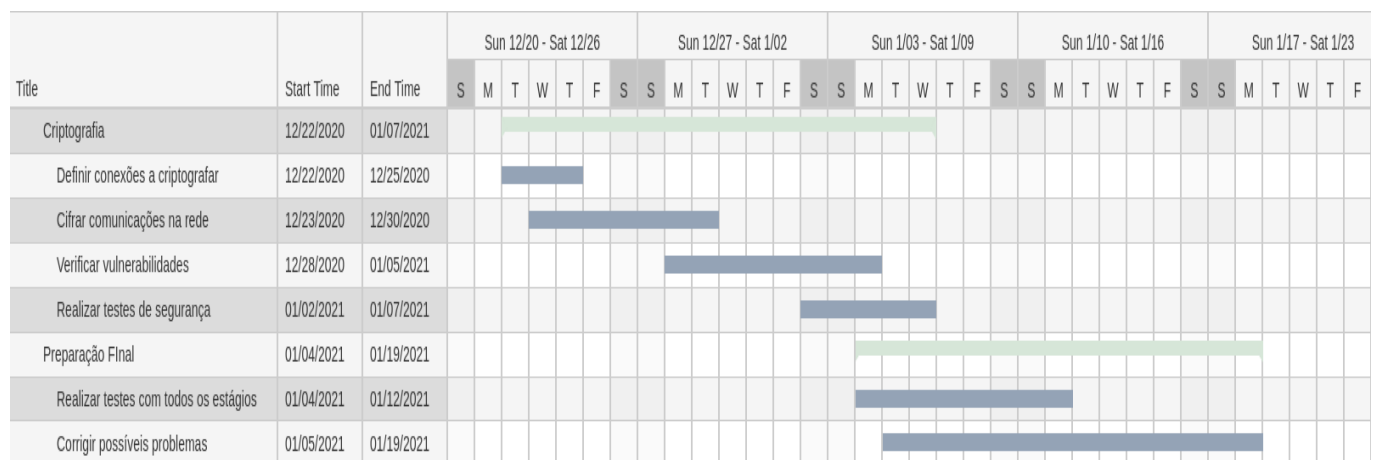 Sun 12/20 - Sat 12/26 Sun 12/27 - Sat 1/02 Sun 1/03 - Sat 1/09 Sun 1/10 - Sat 1/16 Sun 1/17 - Sat 1/23
Title Start Time End Time S M T W T F S S M T W T F S S M T W T F S S M T W T F S S M T W T F
Criptografia 12/22/2020 01/07/2021
Definir conexões a criptografar 12/22/2020 12/25/2020
Cifrar comunicações na rede 12/23/2020 12/30/2020
Verificar vulnerabilidades 12/28/2020 01/05/2021
Realizar testes de segurança 01/02/2021 01/07/2021
Preparação FInal 01/04/2021 01/19/2021
Realizar testes com todos os estágios 01/04/2021 01/12/2021
Corrigir possíveis problemas 01/05/2021 01/19/2021